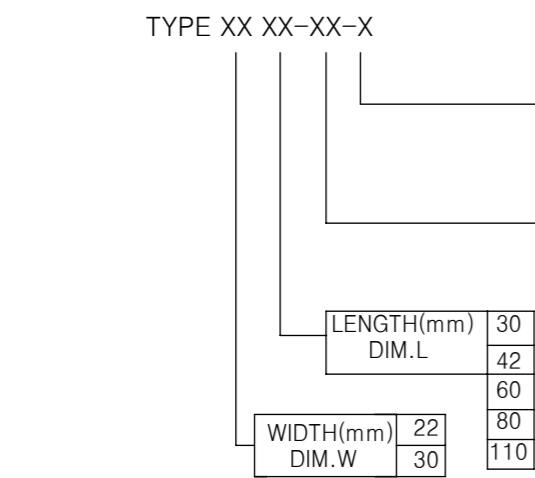 TYPE XX XX-XX-X
LENGTH(mm) 30
DIM.L 42
60
80
110
WIDTH(mm) 22
DIM.W 30